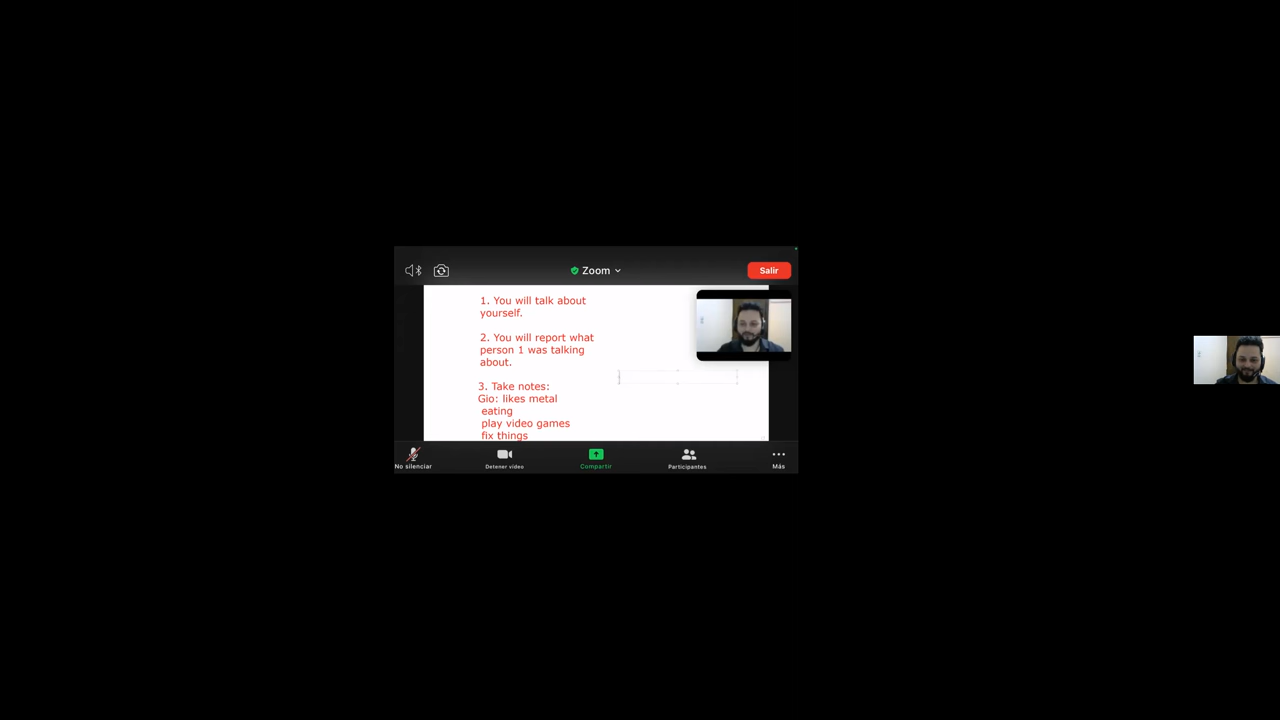 Zoom
Salir
1. You will talk about
yourself.
2. You will report what
person 1 was talking
about.
3. Take notes:
Gio: likes metal
eating
play video games
fix things
No silenciar
Detener vídeo
Compartir
Participantes
Más